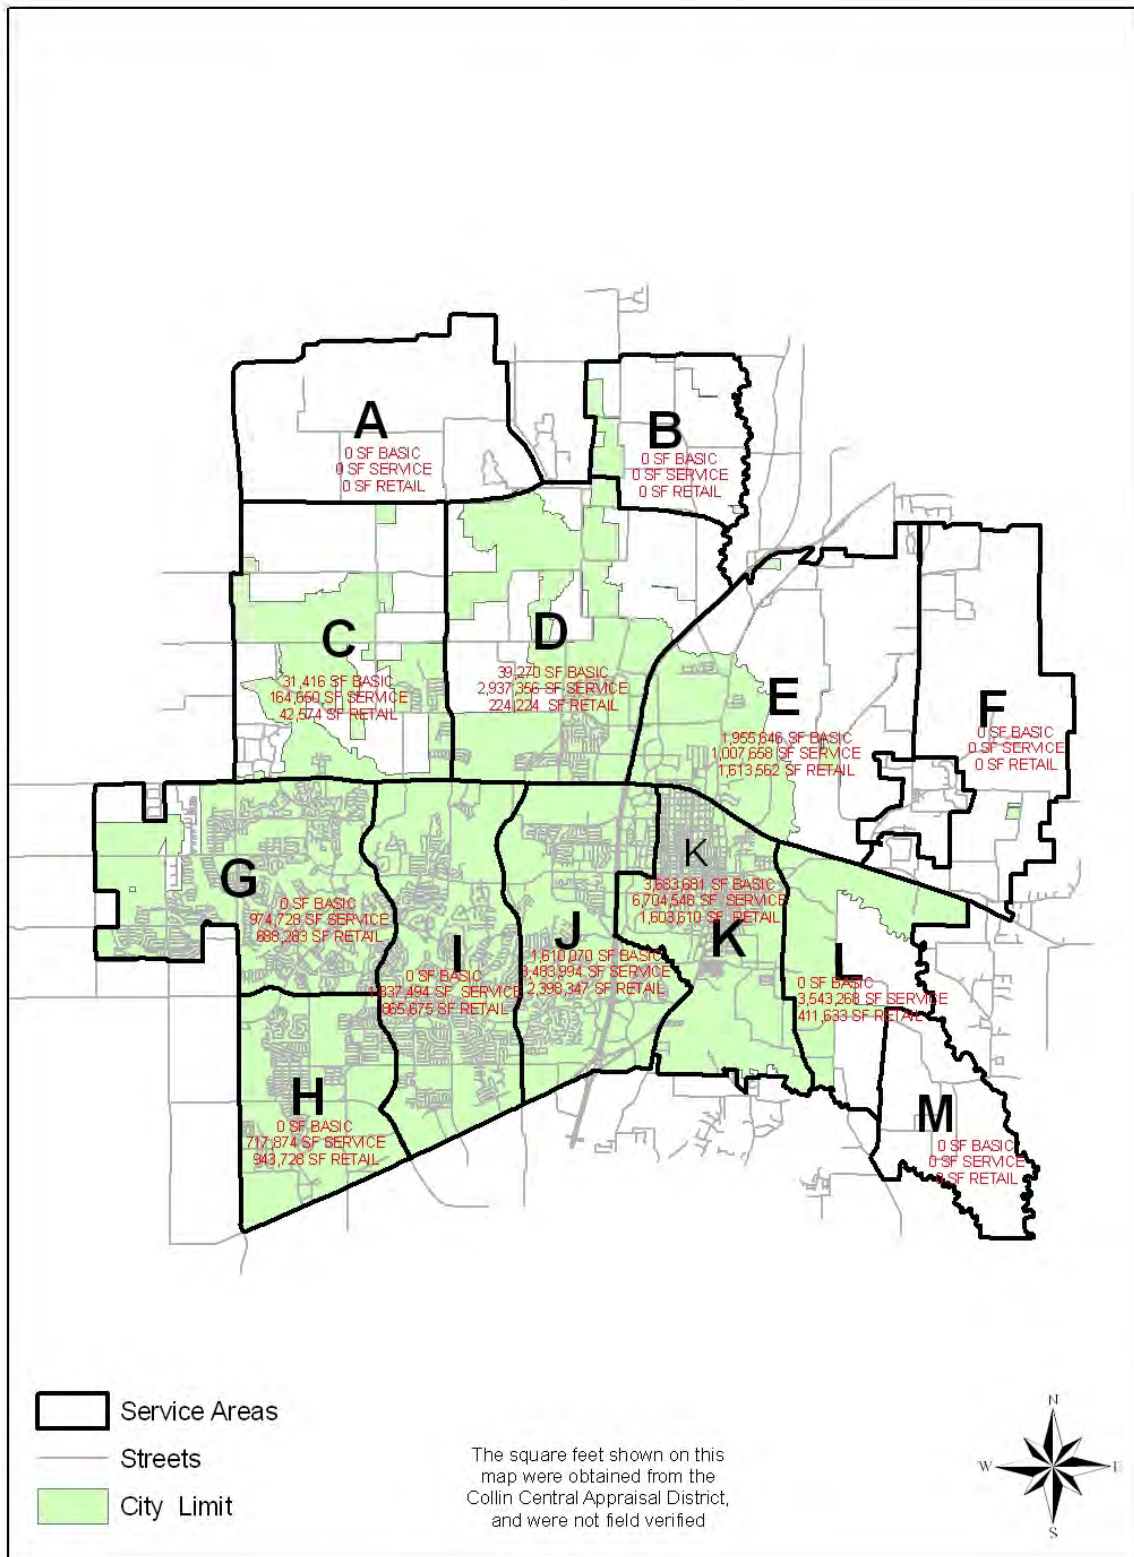 A
0 SF BASIC
0 SF SERVICE
0 SF RETAIL
B
0 SF BASIC
0 SF SERVICE
0 SF RETAIL
C
31,416 SF BASIC
164,650 SF SERVICE
42,574 SF RETAIL
D
39,270 SF BASIC
2,937,356 SF SERVICE
224,224 SF RETAIL
E
1,955,646 SF BASIC
1,007,658 SF SERVICE
1,613,562 SF RETAIL
F
0 SF BASIC
0 SF SERVICE
0 SF RETAIL
G
0 SF BASIC
974,728 SF SERVICE
688,283 SF RETAIL
K
3,683,681 SF BASIC
6,704,548 SF SERVICE
1,603,610 SF RETAIL
K
I
0 SF BASIC
1,837,494 SF SERVICE
865,675 SF RETAIL
J
1,610,070 SF BASIC
3,483,994 SF SERVICE
2,398,347 SF RETAIL
L
0 SF BASIC
3,543,268 SF SERVICE
411,633 SF RETAIL
H
0 SF BASIC
717,874 SF SERVICE
943,728 SF RETAIL
M
0 SF BASIC
0 SF SERVICE
0 SF RETAIL
Service Areas
Streets
City Limit
The square feet shown on this
map were obtained from the
Collin Central Appraisal District,
and were not field verified
N
W
E
S